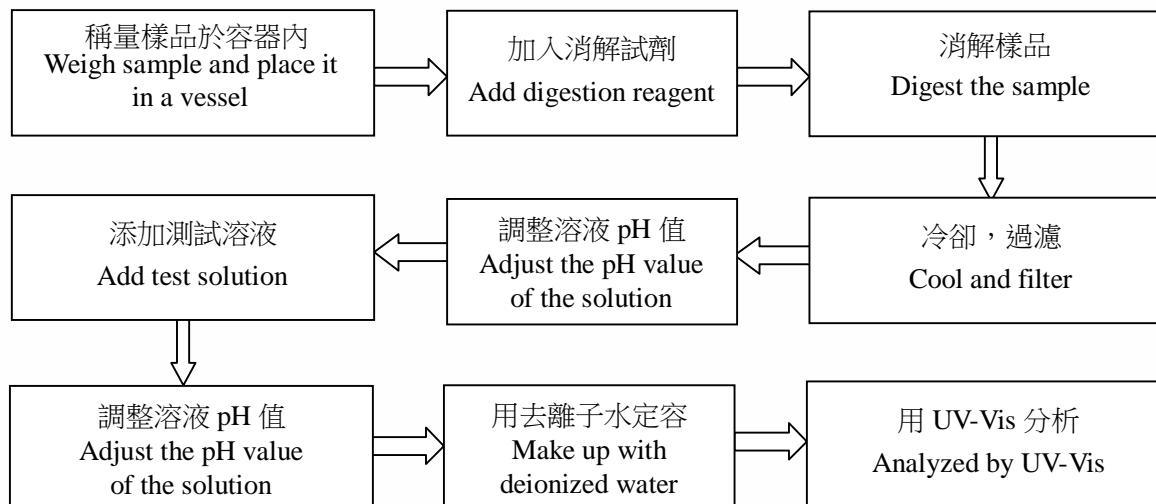 稱量樣品於容器內
Weigh sample and place it
in a vessel
加入消解試劑
Add digestion reagent
消解樣品
Digest the sample
冷卻，過濾
Cool and filter
調整溶液 pH 值
Adjust the pH value
of the solution
添加測試溶液
Add test solution
調整溶液 pH 值
Adjust the pH value
of the solution
用去離子水定容
Make up with
deionized water
用 UV-Vis 分析
Analyzed by UV-Vis